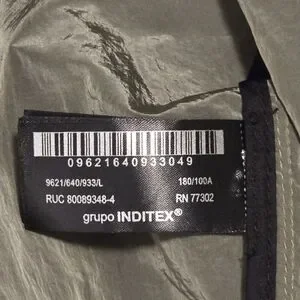 09621640933049
9621/640/933/L 180/100A
RUC 80089348-4 RN 77302
grupo INDITEX®